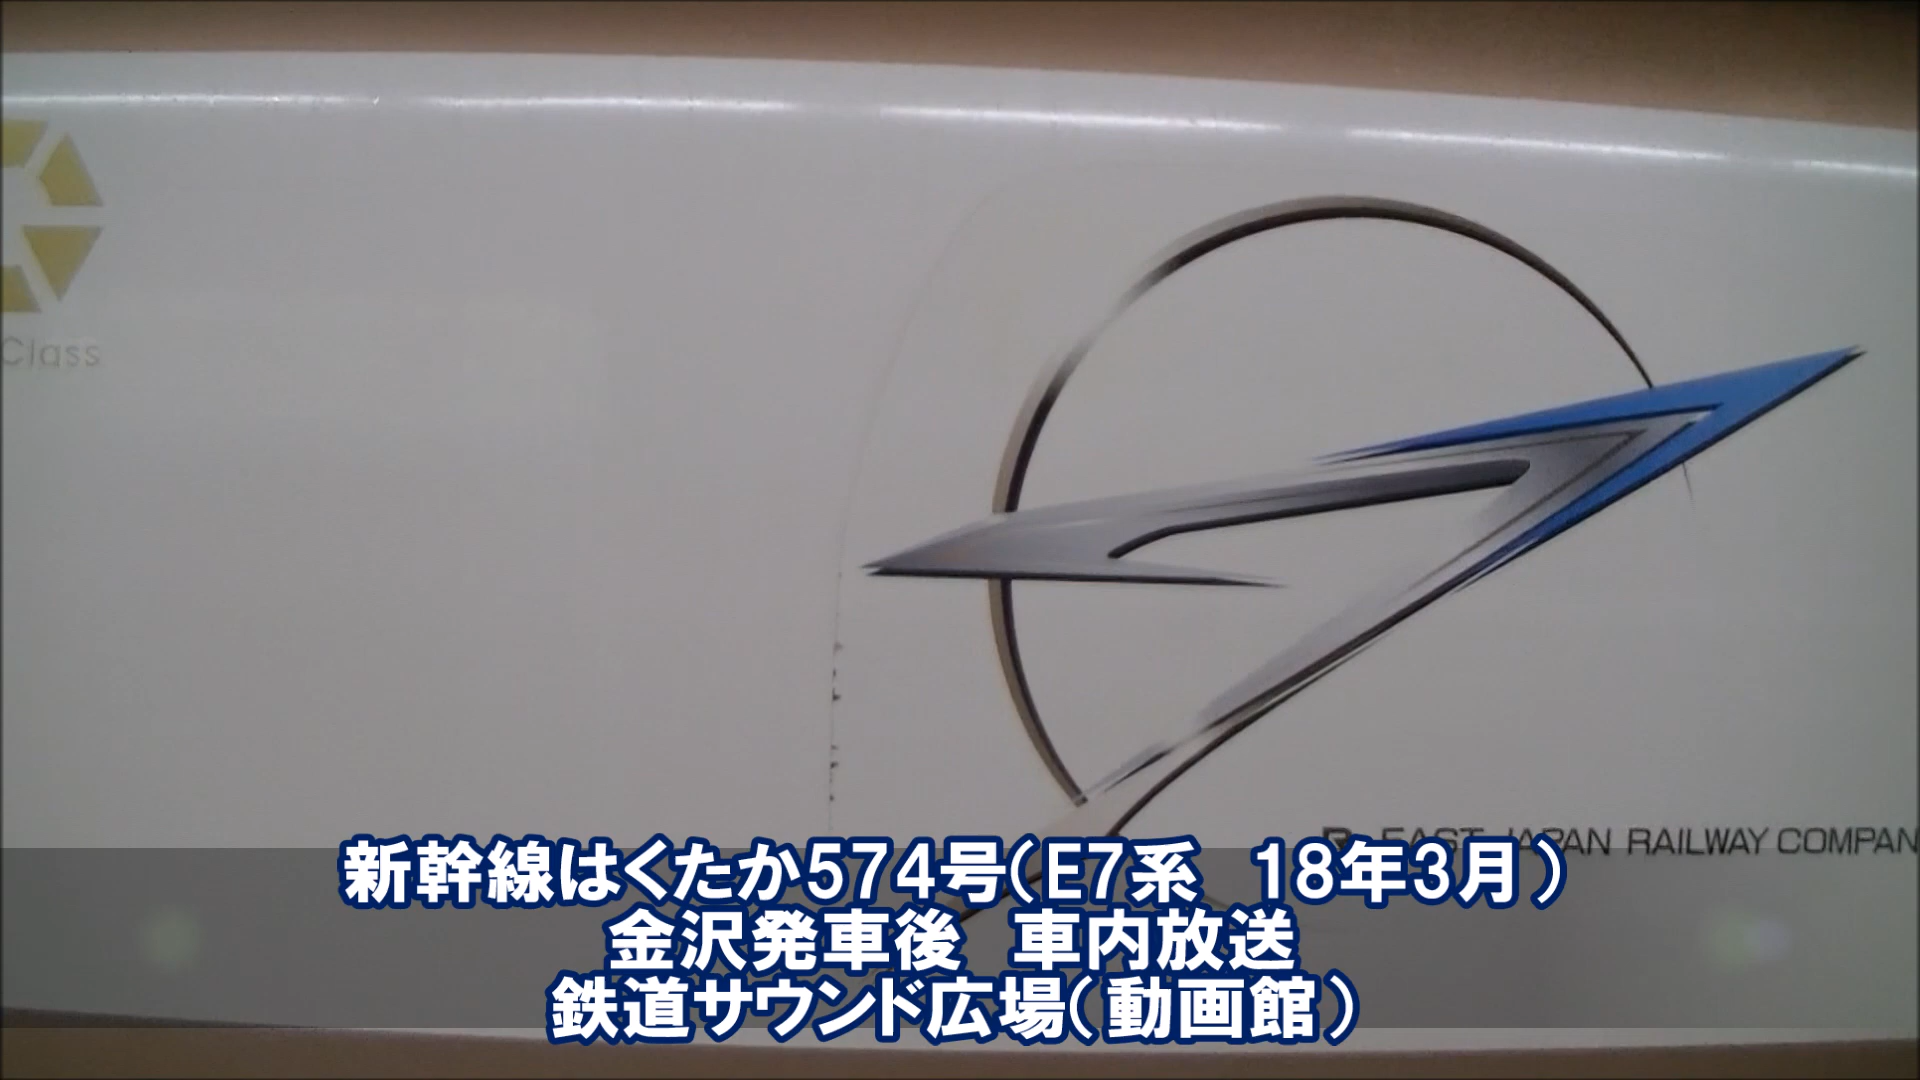 Class
EAST JAPAN RAILWAY COMPAN
新幹線はくたか574号（E7系　18年3月）
金沢発車後　車内放送
鉄道サウンド広場（動画館）